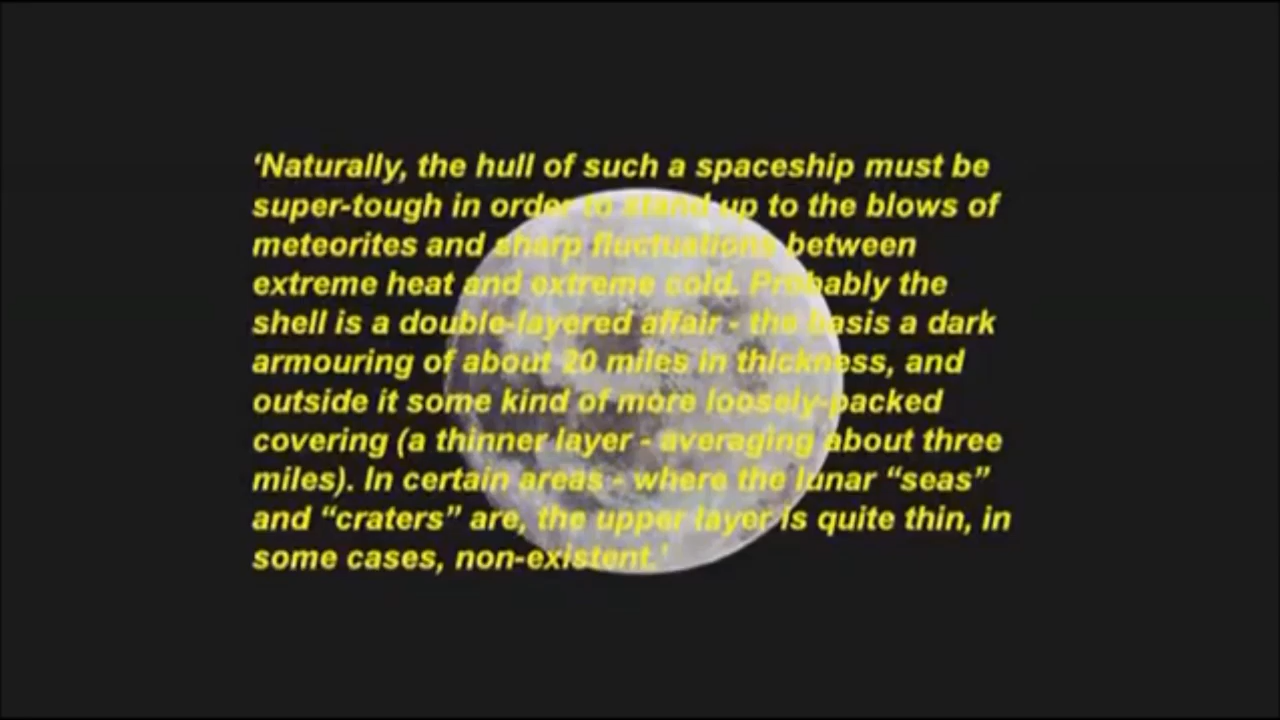 ‘Naturally, the hull of such a spaceship must be
super-tough in order to stand up to the blows of
meteorites and sharp fluctuations between
extreme heat and extreme cold. Probably the
shell is a double-layered affair - the basis a dark
armouring of about 20 miles in thickness, and
outside it some kind of more loosely-packed
covering (a thinner layer - averaging about three
miles). In certain areas - where the lunar “seas”
and “craters” are, the upper layer is quite thin, in
some cases, non-existent.’